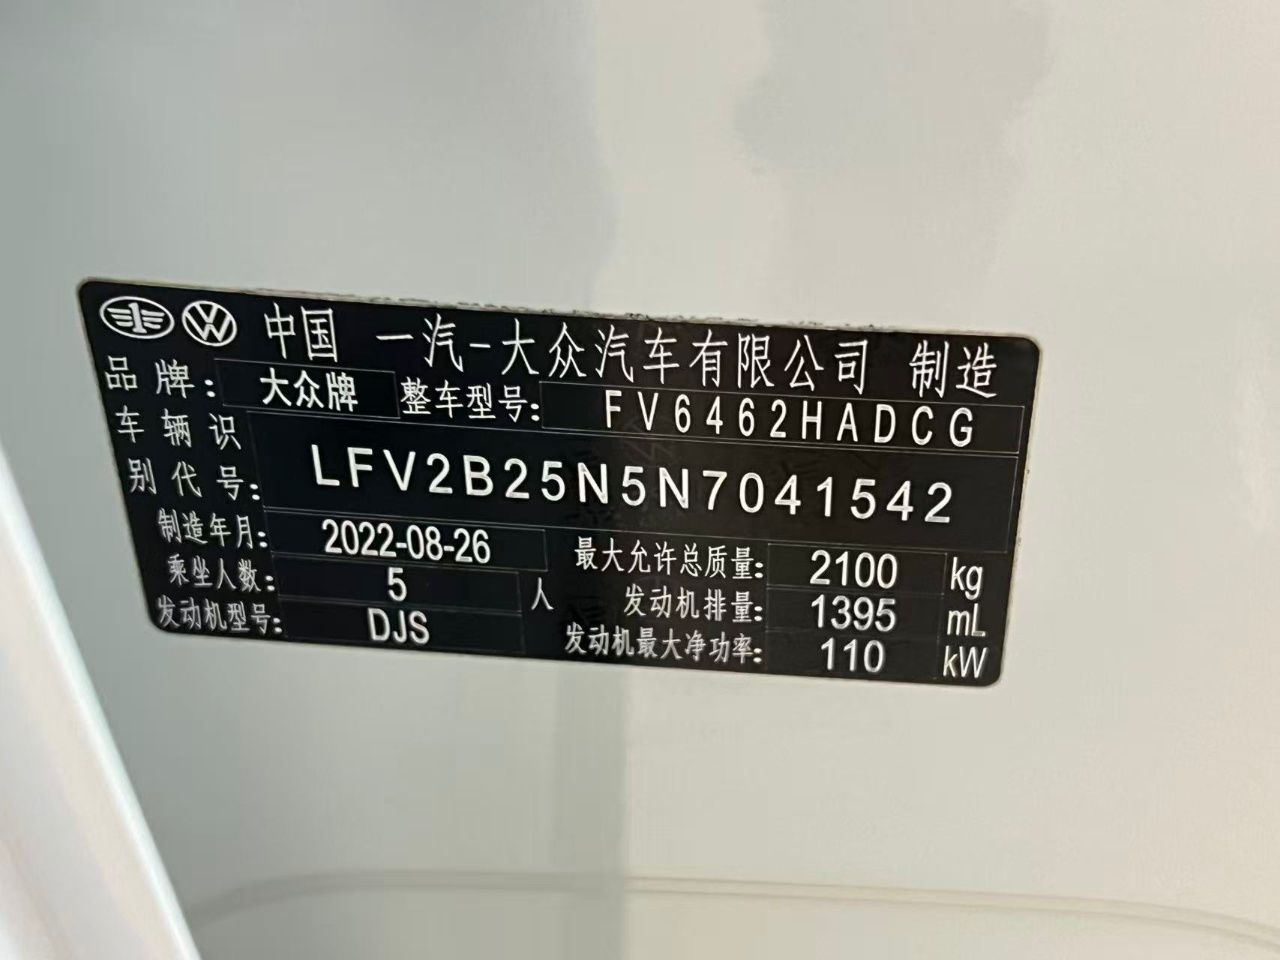 中国 一汽-大众汽车有限公司 制造
品牌: 大众牌 整车型号: FV6462HADCG
车辆识别代号: LFV2B25N5N7041542
制造年月: 2022-08-26 最大允许总质量: 2100 kg
乘坐人数: 5 人 发动机排量: 1395 mL
发动机型号: DJS 发动机最大净功率: 110 kW